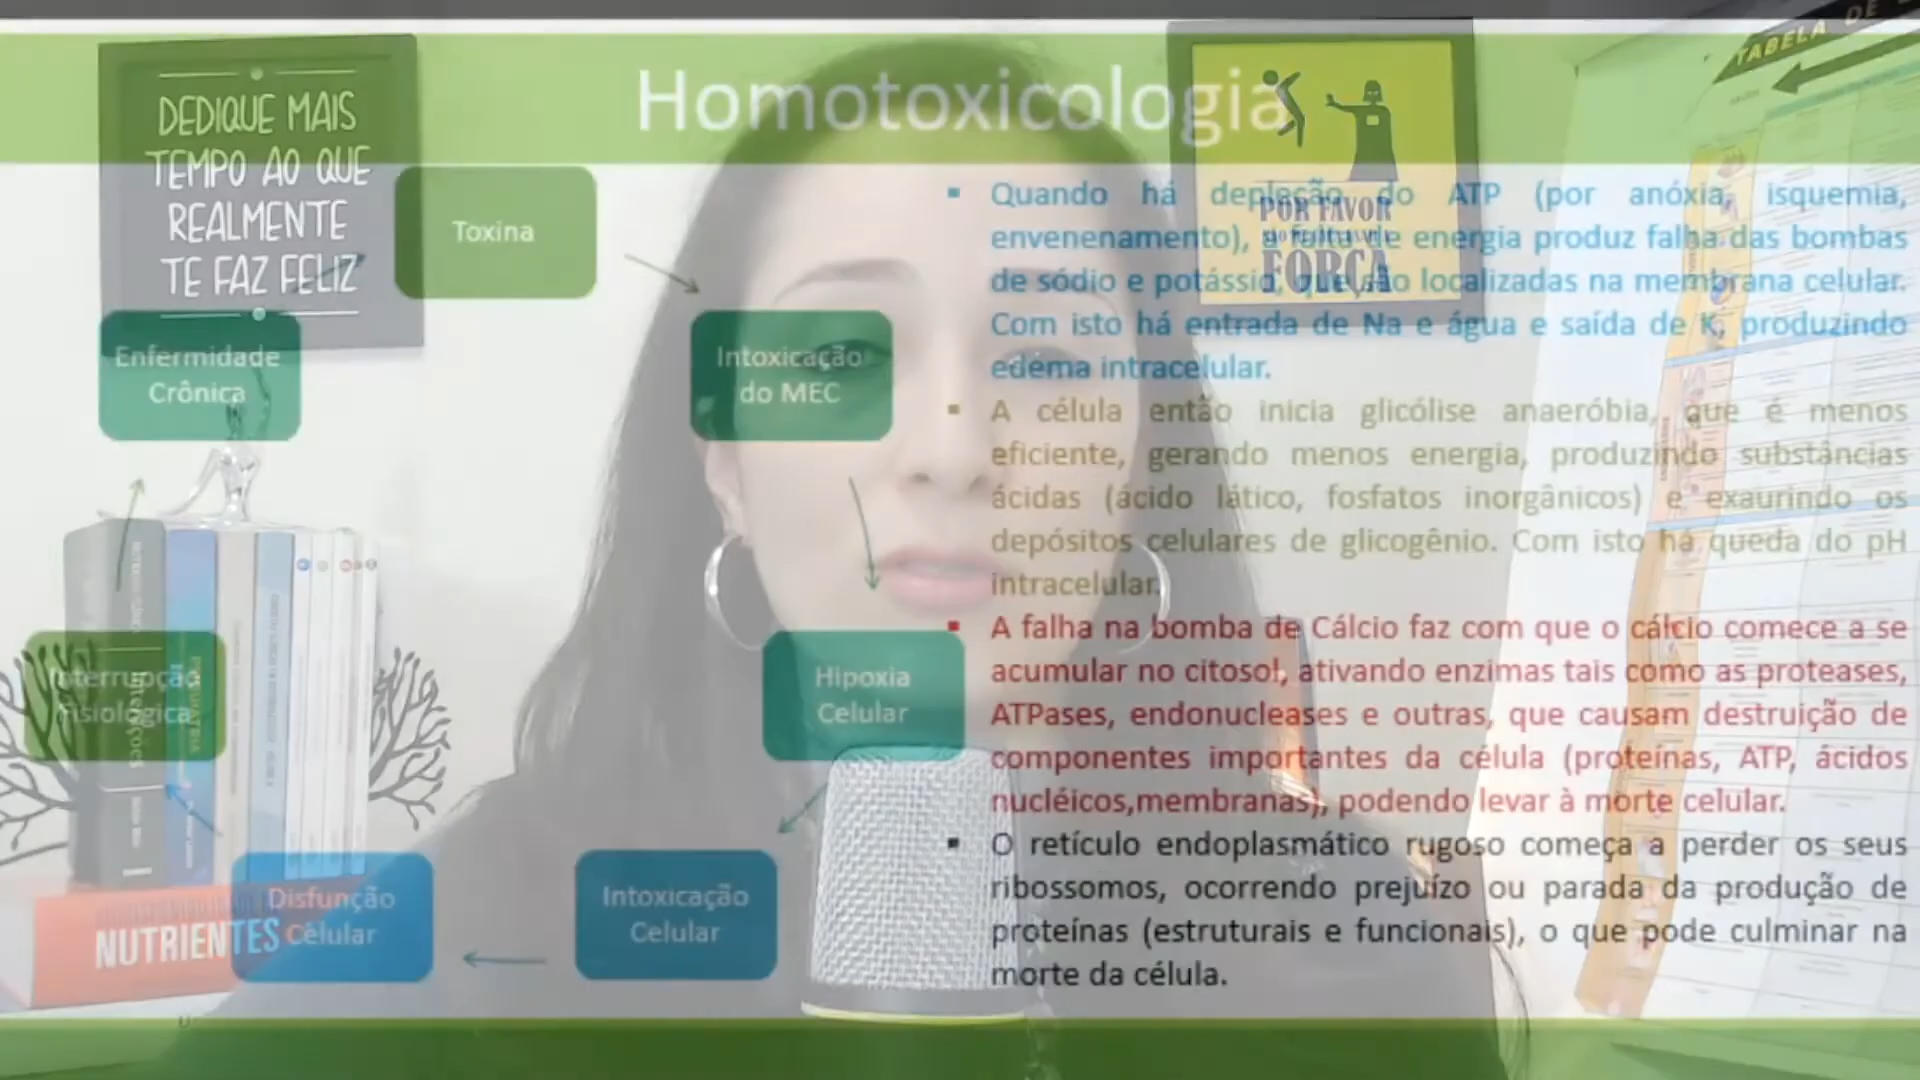 Homotoxicologia
TABELA DE
DEDIQUE MAIS
TEMPO AO QUE
REALMENTE
TE FAZ FELIZ
POR FAVOR
FORÇA
Toxina
Intoxicação
do MEC
Hipoxia
Celular
Intoxicação
Celular
Disfunção
Celular
Interrupção
fisiológica
Enfermidade
Crônica
NUTRIENTES
Quando há depleção do ATP (por anóxia, isquemia,
envenenamento), a falta de energia produz falha das bombas
de sódio e potássio, que são localizadas na membrana celular.
Com isto há entrada de Na e água e saída de K, produzindo
edema intracelular.
A célula então inicia glicólise anaeróbia, que é menos
eficiente, gerando menos energia, produzindo substâncias
ácidas (ácido lático, fosfatos inorgânicos) e exaurindo os
depósitos celulares de glicogênio. Com isto há queda do pH
intracelular.
A falha na bomba de Cálcio faz com que o cálcio comece a se
acumular no citosol, ativando enzimas tais como as proteases,
ATPases, endonucleases e outras, que causam destruição de
componentes importantes da célula (proteínas, ATP, ácidos
nucléicos,membranas), podendo levar à morte celular.
O retículo endoplasmático rugoso começa a perder os seus
ribossomos, ocorrendo prejuízo ou parada da produção de
proteínas (estruturais e funcionais), o que pode culminar na
morte da célula.